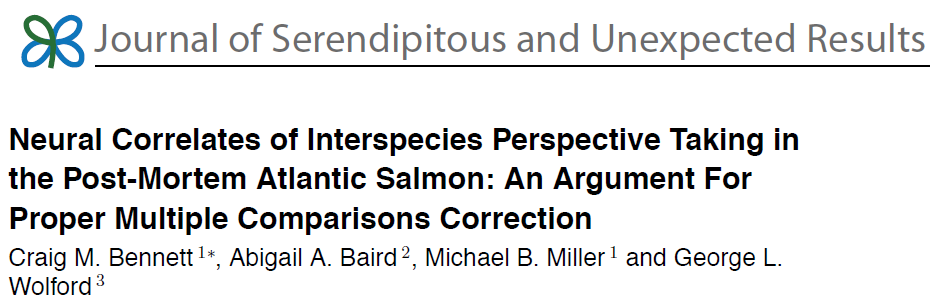 Journal of Serendipitous and Unexpected Results
Neural Correlates of Interspecies Perspective Taking in
the Post-Mortem Atlantic Salmon: An Argument For
Proper Multiple Comparisons Correction
Craig M. Bennett 1*, Abigail A. Baird 2, Michael B. Miller 1 and George L.
Wolford 3